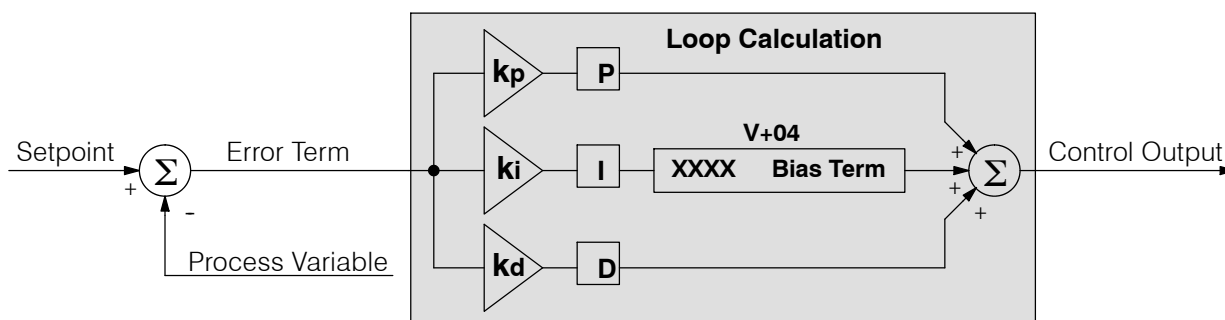 Loop Calculation
kp
P
V+04
Setpoint
Σ
Error Term
ki
I
XXXX Bias Term
Σ
Control Output
+
-
+
+
+
Process Variable
kd
D